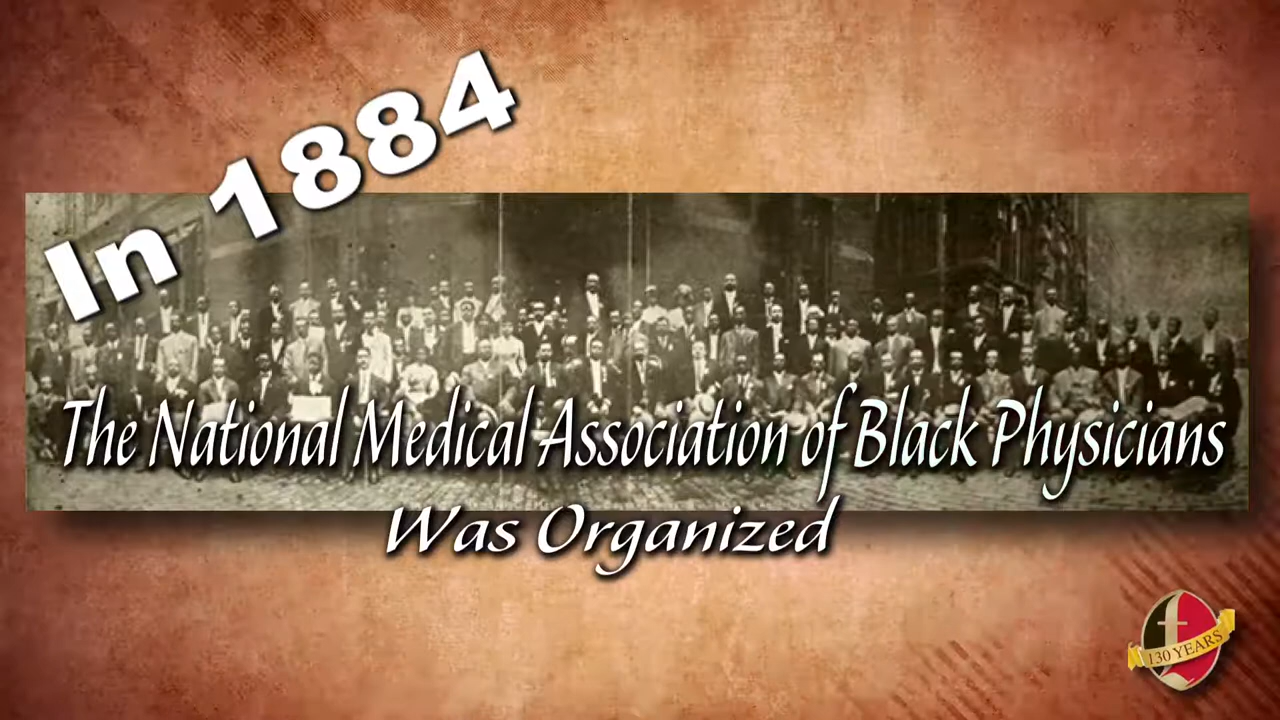 In 1884
The National Medical Association of Black Physicians
Was Organized
130 YEARS